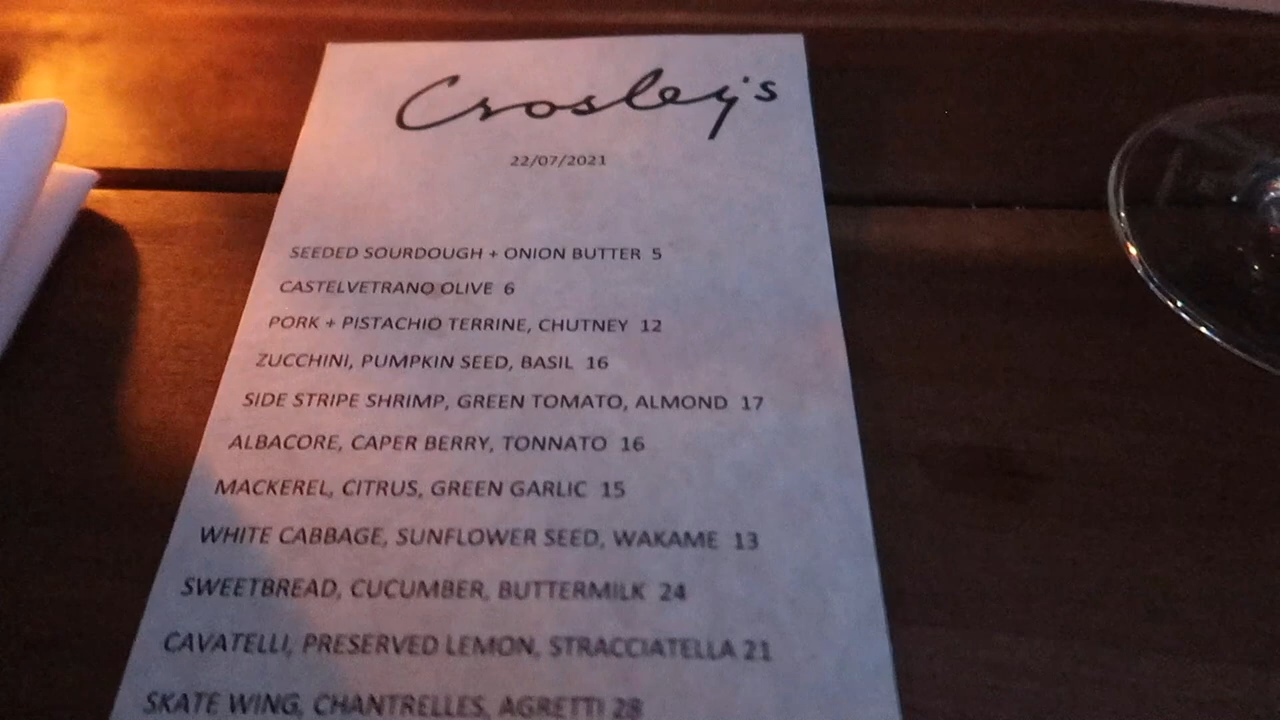 Crosley's
22/07/2021
SEEDED SOURDOUGH + ONION BUTTER 5
CASTELVETRANO OLIVE 6
PORK + PISTACHIO TERRINE, CHUTNEY 12
ZUCCHINI, PUMPKIN SEED, BASIL 16
SIDE STRIPE SHRIMP, GREEN TOMATO, ALMOND 17
ALBACORE, CAPER BERRY, TONNATO 16
MACKEREL, CITRUS, GREEN GARLIC 15
WHITE CABBAGE, SUNFLOWER SEED, WAKAME 13
SWEETBREAD, CUCUMBER, BUTTERMILK 24
CAVATELLI, PRESERVED LEMON, STRACCIATELLA 21
SKATE WING, CHANTRELLES, AGRETTI 28